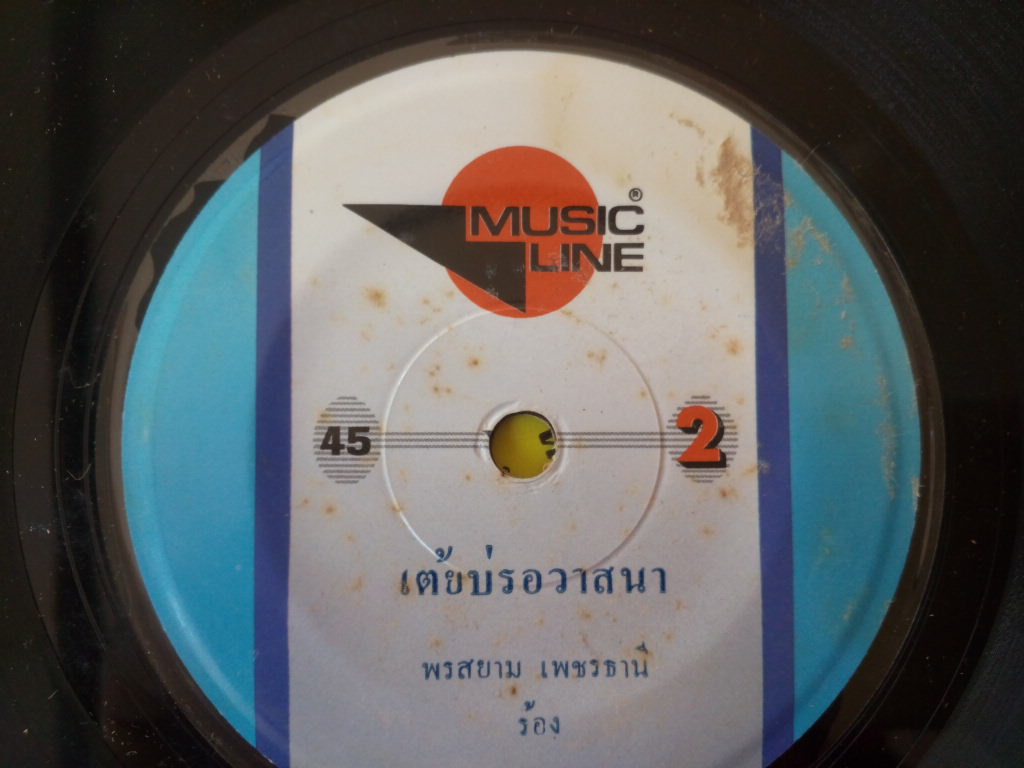 MUSIC ®
LINE
45 2
เต้ยบ่รอวาสนา
พรสยาม เพชรธานี
ร้อง